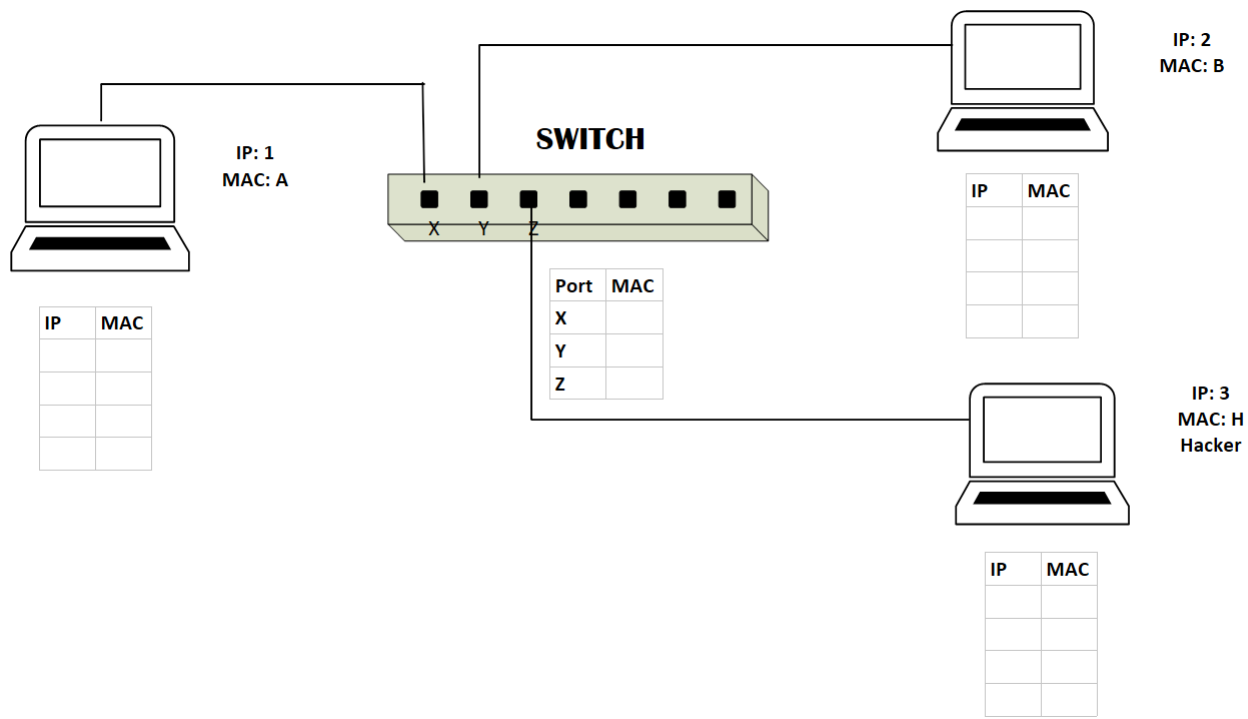 IP: 2
MAC: B
SWITCH
IP: 1
MAC: A
X Y Z
IP MAC
Port MAC
X
Y
Z
IP MAC
IP: 3
MAC: H
Hacker
IP MAC